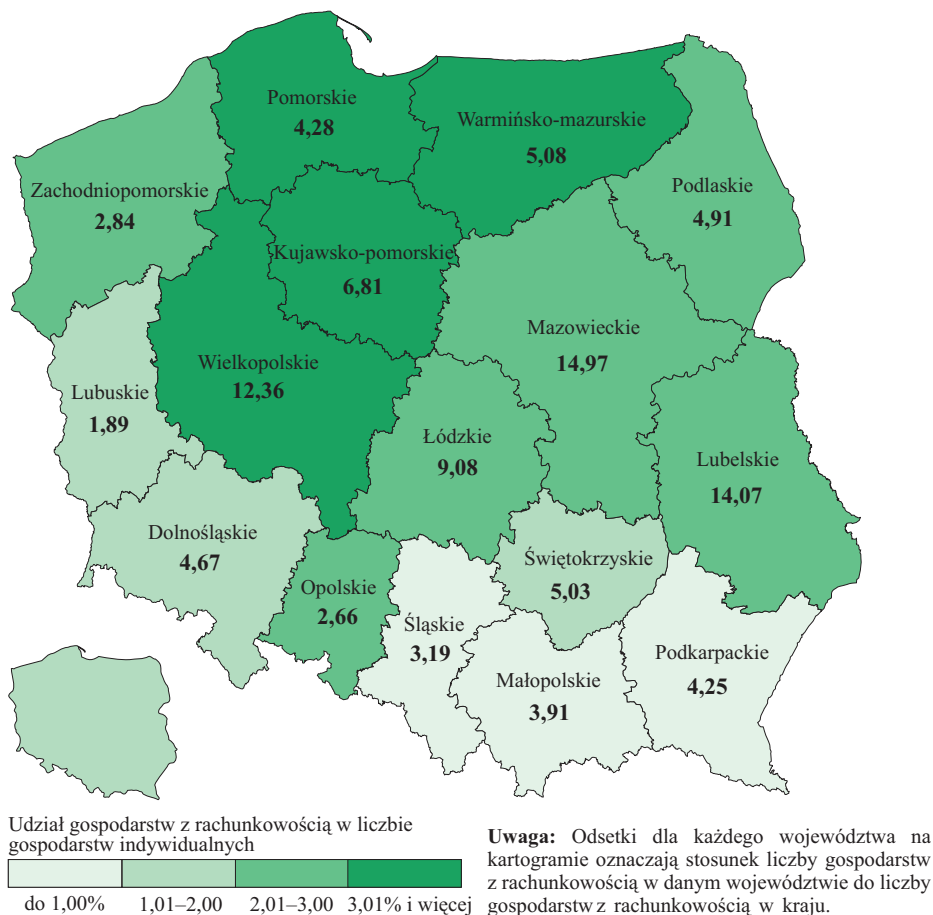 Pomorskie
4,28
Warmińsko-mazurskie
5,08
Zachodniopomorskie
2,84
Podlaskie
4,91
Kujawsko-pomorskie
6,81
Mazowieckie
14,97
Wielkopolskie
12,36
Lubuskie
1,89
Łódzkie
9,08
Lubelskie
14,07
Dolnośląskie
4,67
Świętokrzyskie
5,03
Opolskie
2,66
Śląskie
3,19
Małopolskie
3,91
Podkarpackie
4,25
Udział gospodarstw z rachunkowością w liczbie
gospodarstw indywidualnych
do 1,00%
1,01–2,00
2,01–3,00
3,01% i więcej
Uwaga: Odsetki dla każdego województwa na
kartogramie oznaczają stosunek liczby gospodarstw
z rachunkowością w danym województwie do liczby
gospodarstw z rachunkowością w kraju.